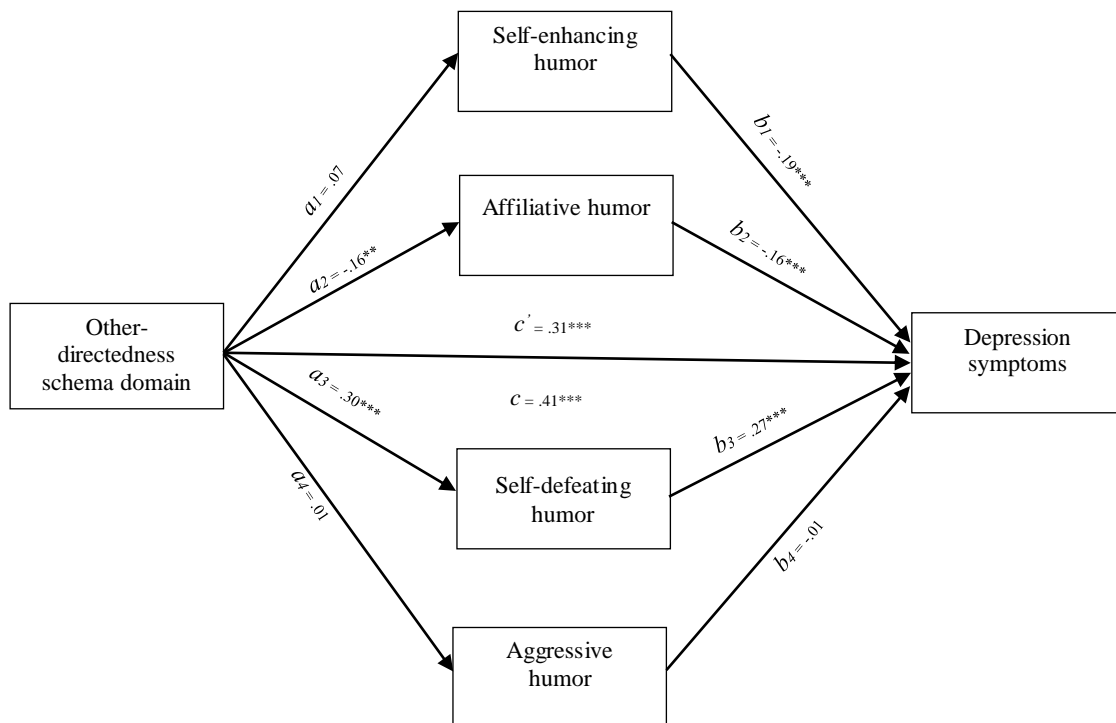 Self-enhancing
humor
b1 = -.19***
a1 = .07
Affiliative humor
a2 = -.16**
b2 = -.16***
Other-
directedness
schema domain
c’ = .31***
Depression
symptoms
a3 = .30***
c = .41***
b3 = .27***
Self-defeating
humor
a4 = .01
b4 = -.01
Aggressive
humor